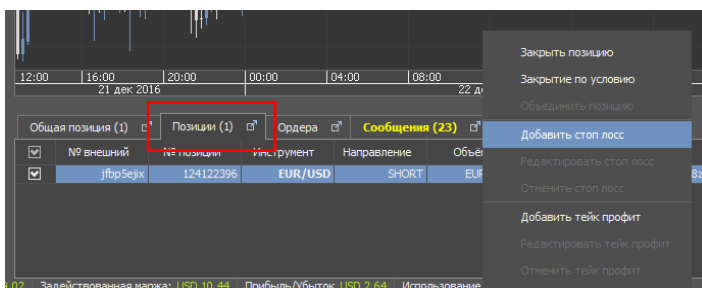 Закрыть позицию
Закрытие по условию
Объединить позицию
Добавить стоп лосс
Редактировать стоп лосс
Отменить стоп лосс
Добавить тейк профит
Редактировать тейк профит
Отменить тейк профит
12:00 16:00 20:00 00:00 04:00 08:00
21 дек 2016 22
Общая позиция (1) Позиции (1) Ордера Сообщения (23)
№ внешний № позиции Инструмент Направление
jfbp5ejix 124122396 EUR/USD SHORT
Задействованная маржа: USD 10.44 Прибыль/Убыток USD 2.64 Использование